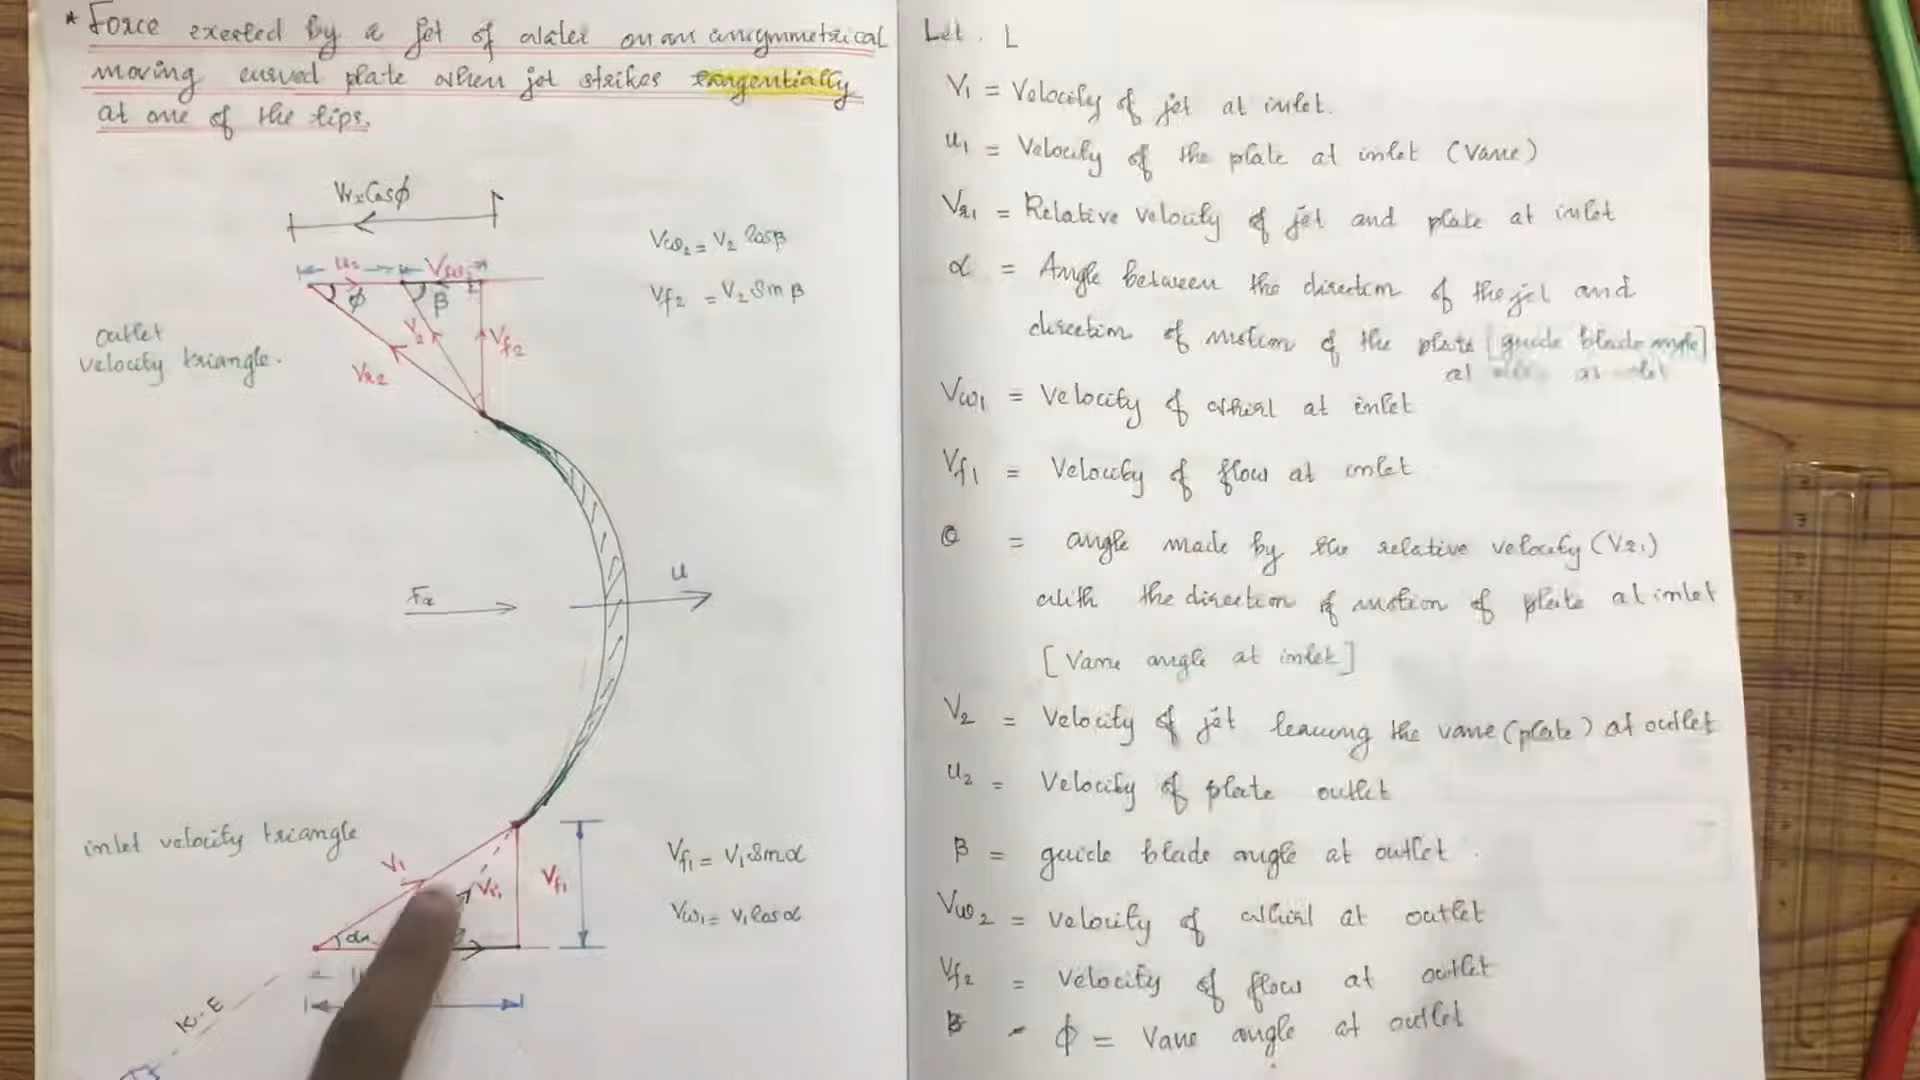 * Force exerted by a jet of water on an unsymmetrical
moving curved plate when jet strikes tangentially
at one of the tips.
Vr2 Cosφ
u2 Vw2
φ β
V2 Vf2
Vr2
Vw2 = V2 Cosβ
Vf2 = V2 Sinβ
outlet
velocity triangle.
Fx
u
inlet velocity triangle
V1
Vr1
Vf1
Vf1 = V1 Sinα
Vw1 = V1 Cosα
K.E
Let. L
V1 = Velocity of jet at inlet.
u1 = Velocity of the plate at inlet (vane)
Vr1 = Relative velocity of jet and plate at inlet
α = Angle between the direction of the jet and
direction of motion of the plate [guide blade angle]
at
Vw1 = Velocity of whirl at inlet
Vf1 = Velocity of flow at inlet
Θ = angle made by the relative velocity (Vr1)
with the direction of motion of plate at inlet
[Vane angle at inlet]
V2 = Velocity of jet leaving the vane (plate) at outlet
u2 = Velocity of plate outlet
β = guide blade angle at outlet.
Vw2 = velocity of whirl at outlet
Vf2 = Velocity of flow at outlet
- φ = Vane angle at outlet